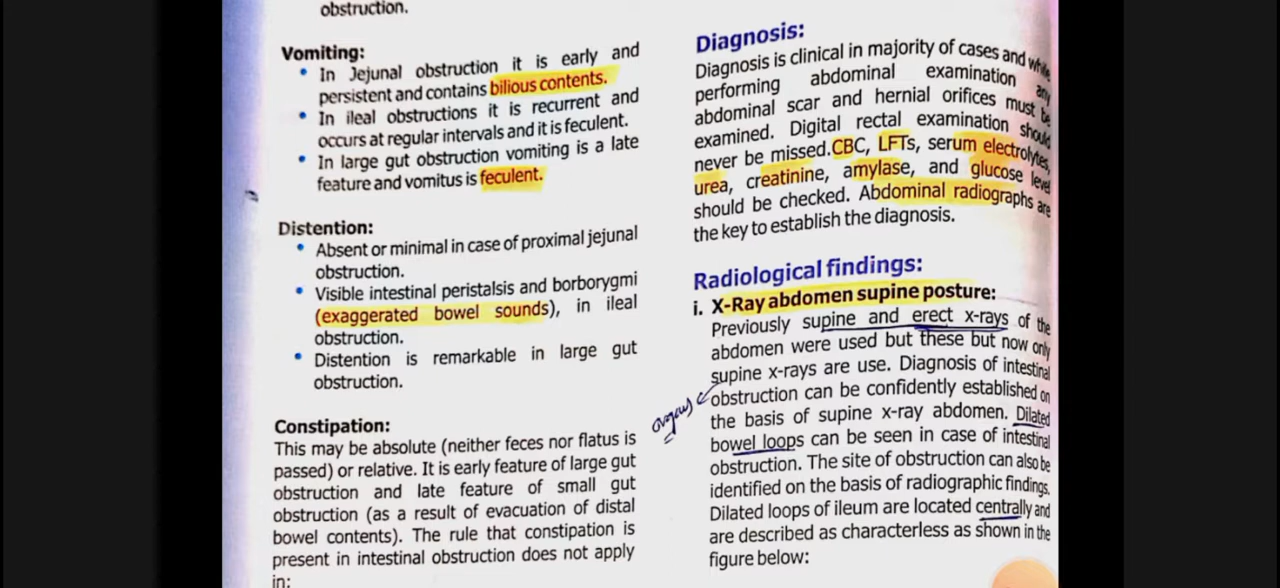 obstruction.
Vomiting:
• In Jejunal obstruction it is early and
persistent and contains bilious contents.
• In ileal obstructions it is recurrent and
occurs at regular intervals and it is feculent.
• In large gut obstruction vomiting is a late
feature and vomitus is feculent.
Distention:
• Absent or minimal in case of proximal jejunal
obstruction.
• Visible intestinal peristalsis and borborygmi
(exaggerated bowel sounds), in ileal
obstruction.
• Distention is remarkable in large gut
obstruction.
Constipation:
This may be absolute (neither feces nor flatus is
passed) or relative. It is early feature of large gut
obstruction and late feature of small gut
obstruction (as a result of evacuation of distal
bowel contents). The rule that constipation is
present in intestinal obstruction does not apply
in:
Diagnosis:
Diagnosis is clinical in majority of cases and while
performing abdominal examination any
abdominal scar and hernial orifices must be
examined. Digital rectal examination should
never be missed.CBC, LFTs, serum electrolytes,
urea, creatinine, amylase, and glucose level
should be checked. Abdominal radiographs are
the key to establish the diagnosis.
Radiological findings:
i. X-Ray abdomen supine posture:
Previously supine and erect x-rays of the
abdomen were used but these but now only
supine x-rays are use. Diagnosis of intestinal
obstruction can be confidently established on
the basis of supine x-ray abdomen. Dilated
bowel loops can be seen in case of intestinal
obstruction. The site of obstruction can also be
identified on the basis of radiographic findings.
Dilated loops of ileum are located centrally and
are described as characterless as shown in the
figure below: